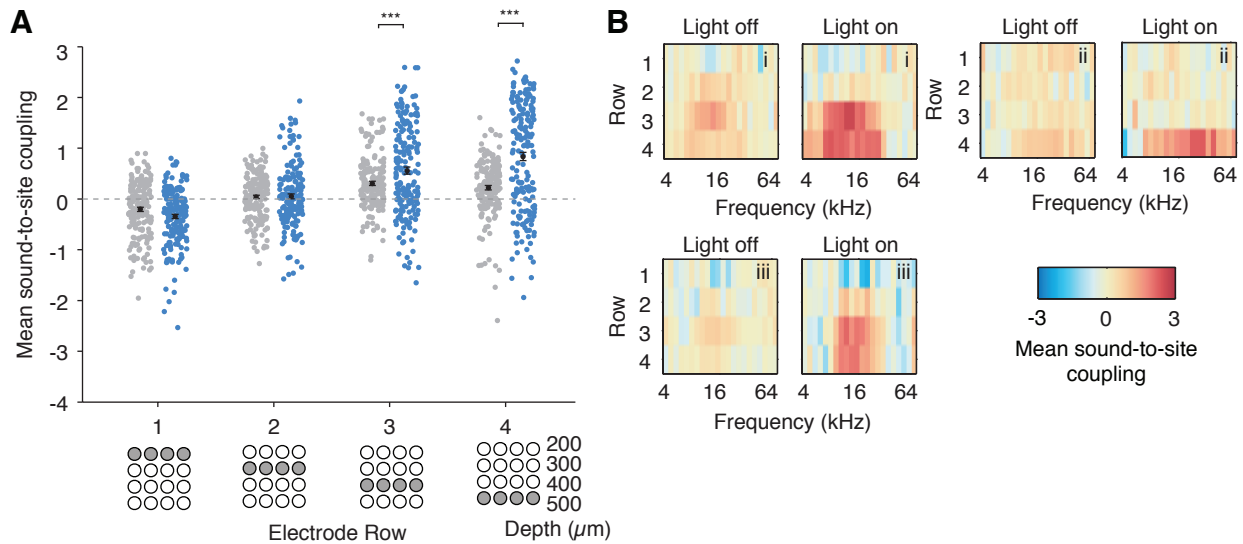 A
Mean sound-to-site coupling
3
2
1
0
-1
-2
-3
-4
***
***
1 2 3 4
200
300
400
500
Electrode Row
Depth (µm)
B
Light off Light on
Row
1
2
3
4
i i
4 16 64 4 16 64
Frequency (kHz)
Light off Light on
Row
1
2
3
4
ii ii
4 16 64 4 16 64
Frequency (kHz)
Light off Light on
Row
1
2
3
4
iii iii
4 16 64 4 16 64
Frequency (kHz)
-3 0 3
Mean sound-to-site
coupling